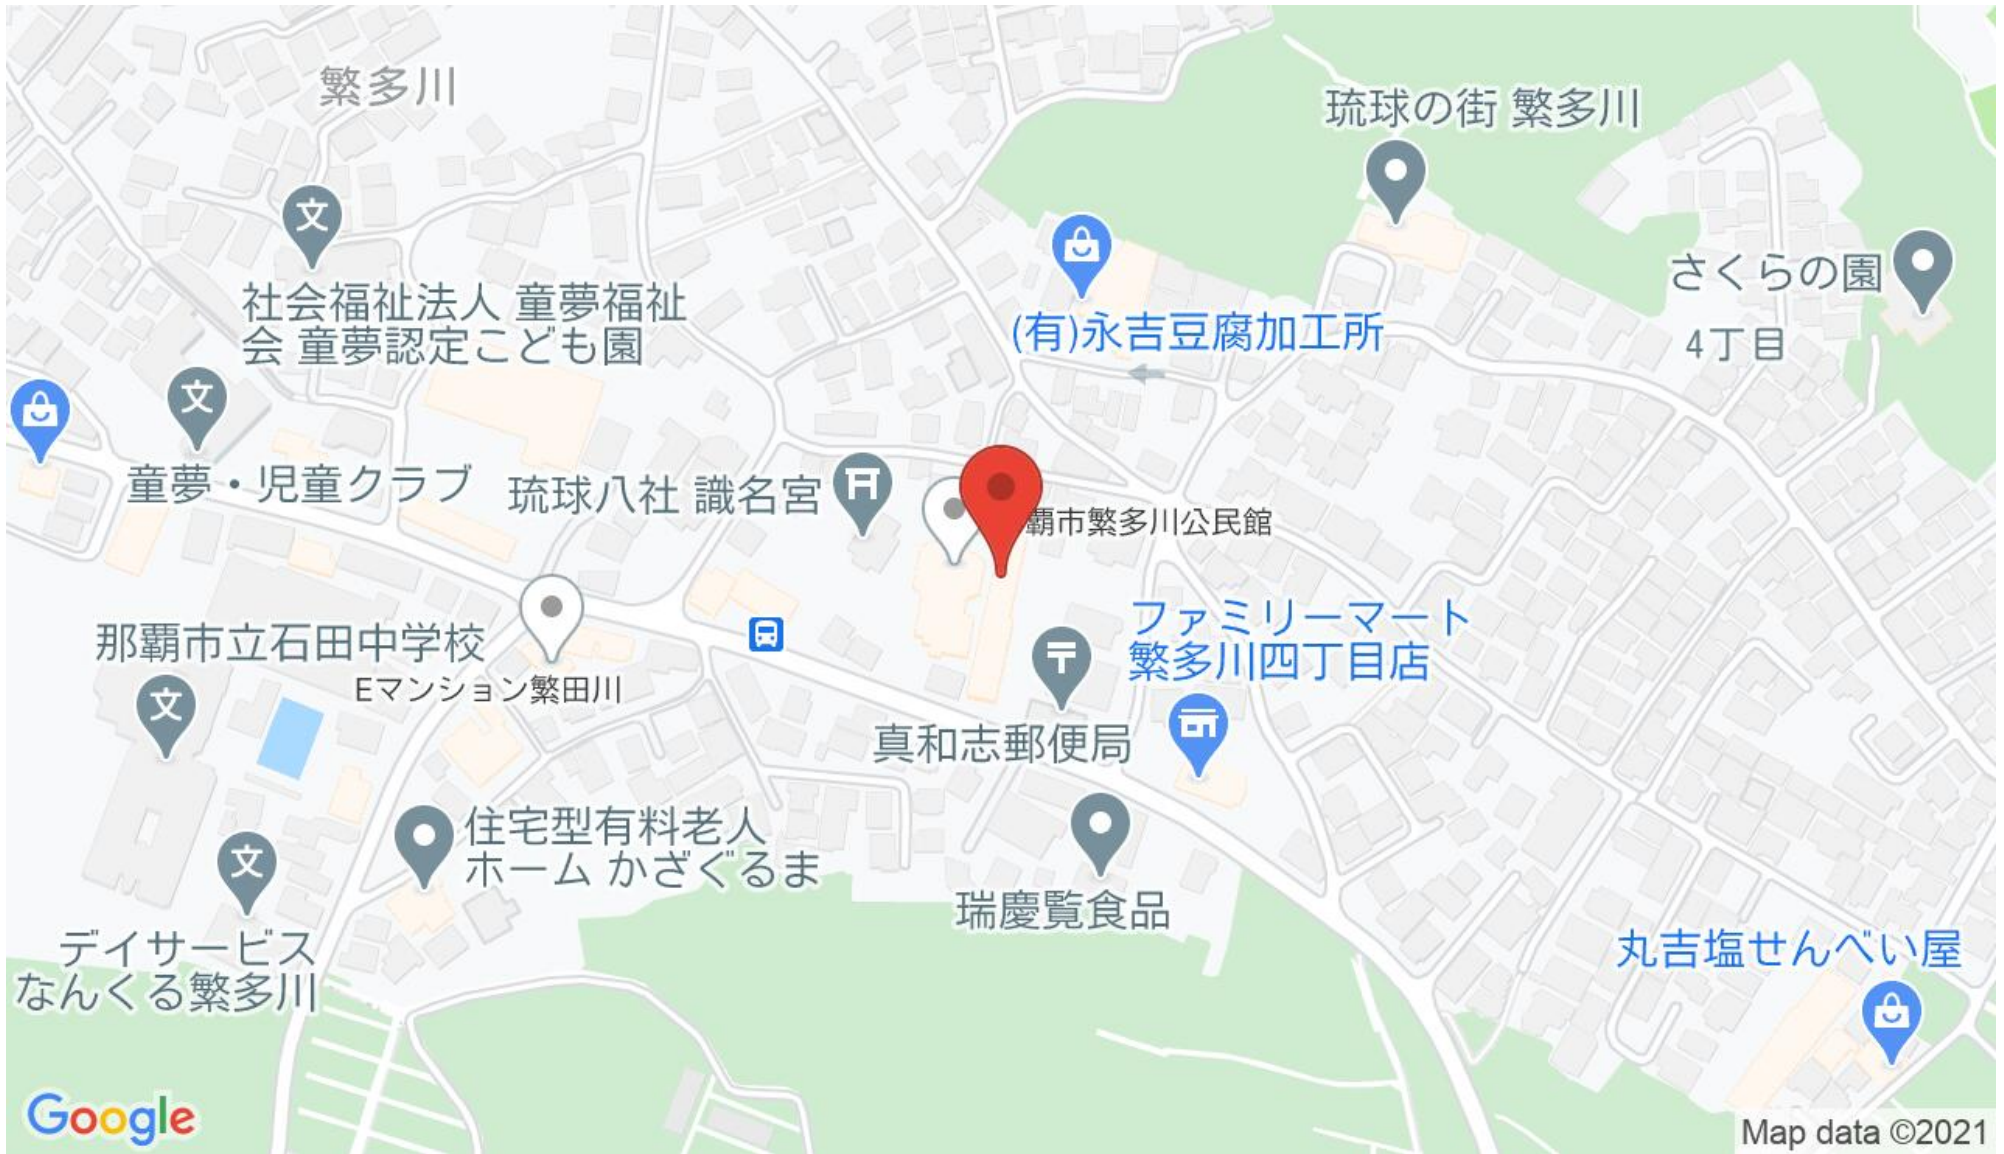 繁多川
琉球の街 繁多川
さくらの園
4丁目
文
社会福祉法人 童夢福祉
会 童夢認定こども園
(有)永吉豆腐加工所
文
童夢・児童クラブ
琉球八社 識名宮
覇市繁多川公民館
ファミリーマート
繁多川四丁目店
那覇市立石田中学校
文
Eマンション繁田川
〒
真和志郵便局
住宅型有料老人
ホーム かざぐるま
文
瑞慶覧食品
デイサービス
なんくる繁多川
丸吉塩せんべい屋
Google
Map data ©2021